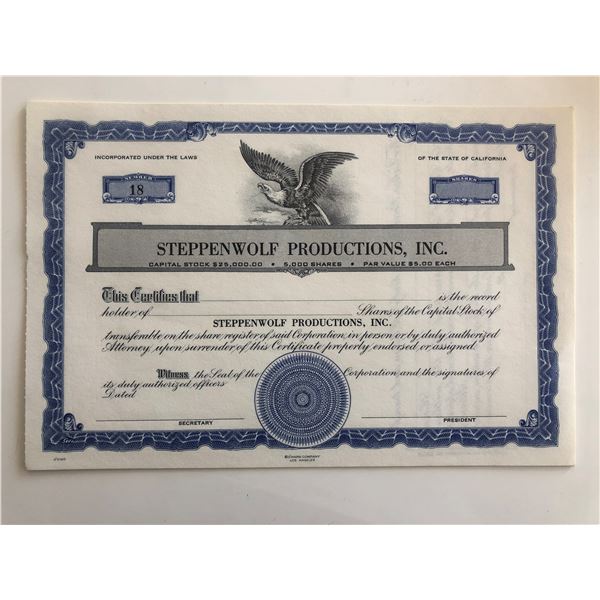 INCORPORATED UNDER THE LAWS
OF THE STATE OF CALIFORNIA
NUMBER
18
SHARES
STEPPENWOLF PRODUCTIONS, INC.
CAPITAL STOCK $25,000.00 • 5,000 SHARES • PAR VALUE $5.00 EACH
This Certifies that is the record
holder of Shares of the Capital Stock of
STEPPENWOLF PRODUCTIONS, INC.
transferable on the share register of said Corporation, in person or by duly authorized
Attorney, upon surrender of this Certificate properly endorsed or assigned.
Witness, the Seal of the Corporation and the signatures of
its duly authorized officers
Dated
SECRETARY
PRESIDENT
LOS ANGELES